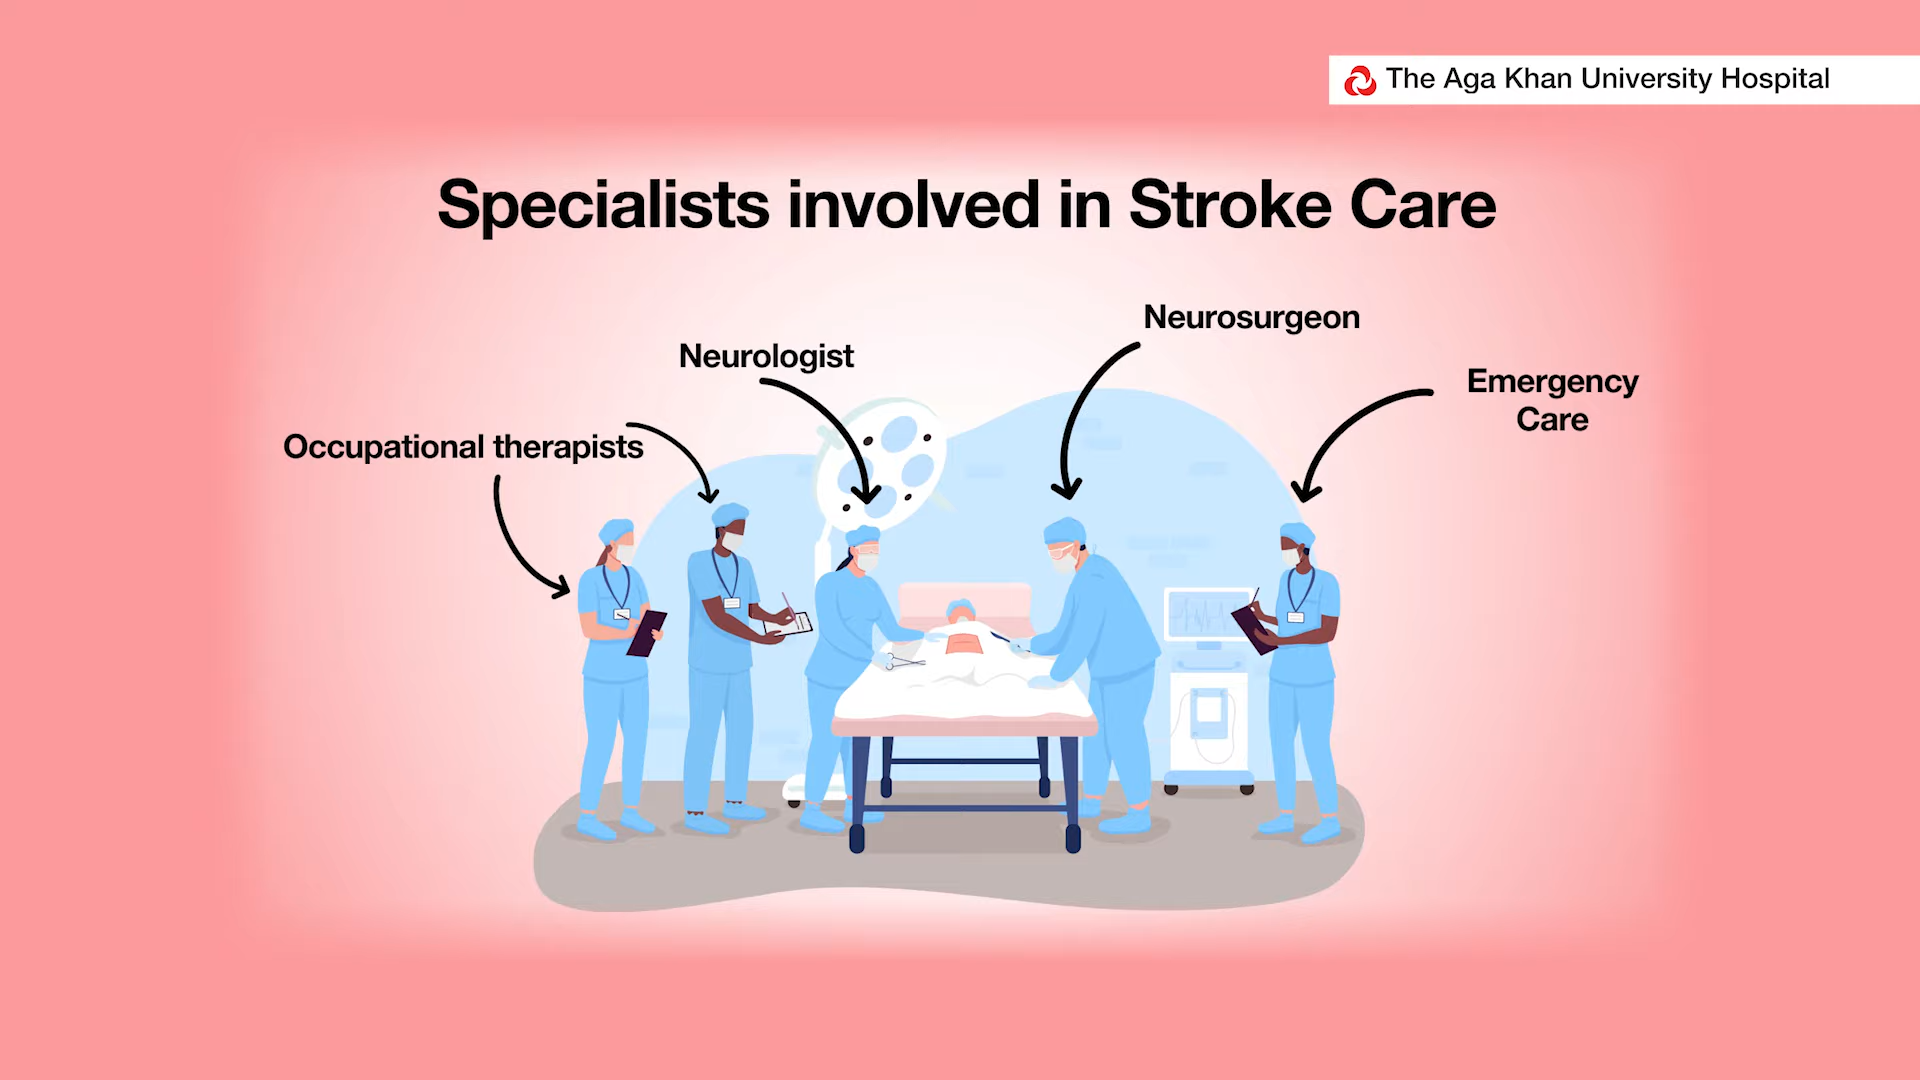 The Aga Khan University Hospital
Specialists involved in Stroke Care
Neurosurgeon
Neurologist
Emergency
Care
Occupational therapists